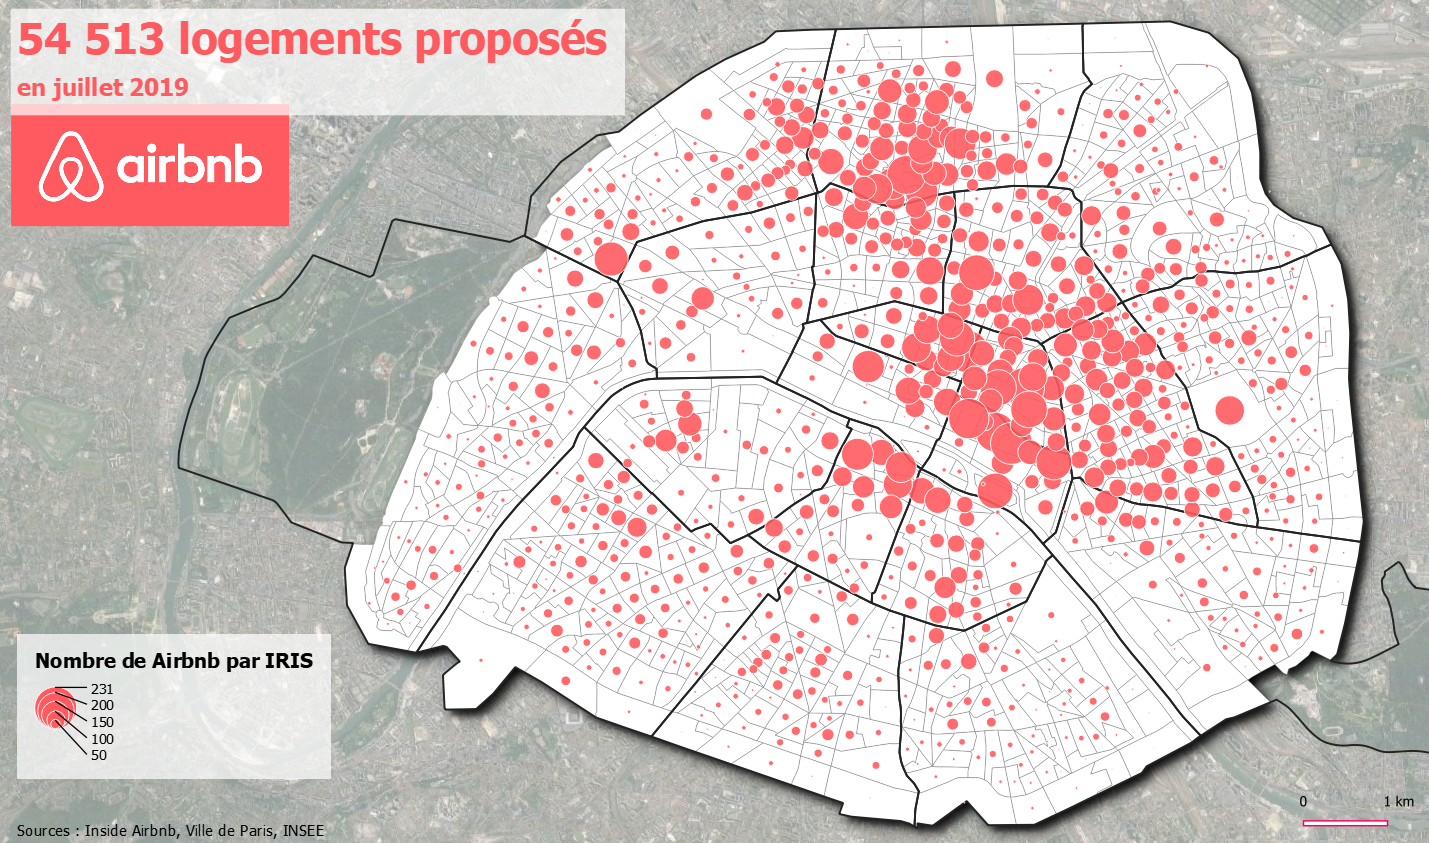 54 513 logements proposés
en juillet 2019
airbnb
Nombre de Airbnb par IRIS
231
200
150
100
50
0 1 km
Sources : Inside Airbnb, Ville de Paris, INSEE